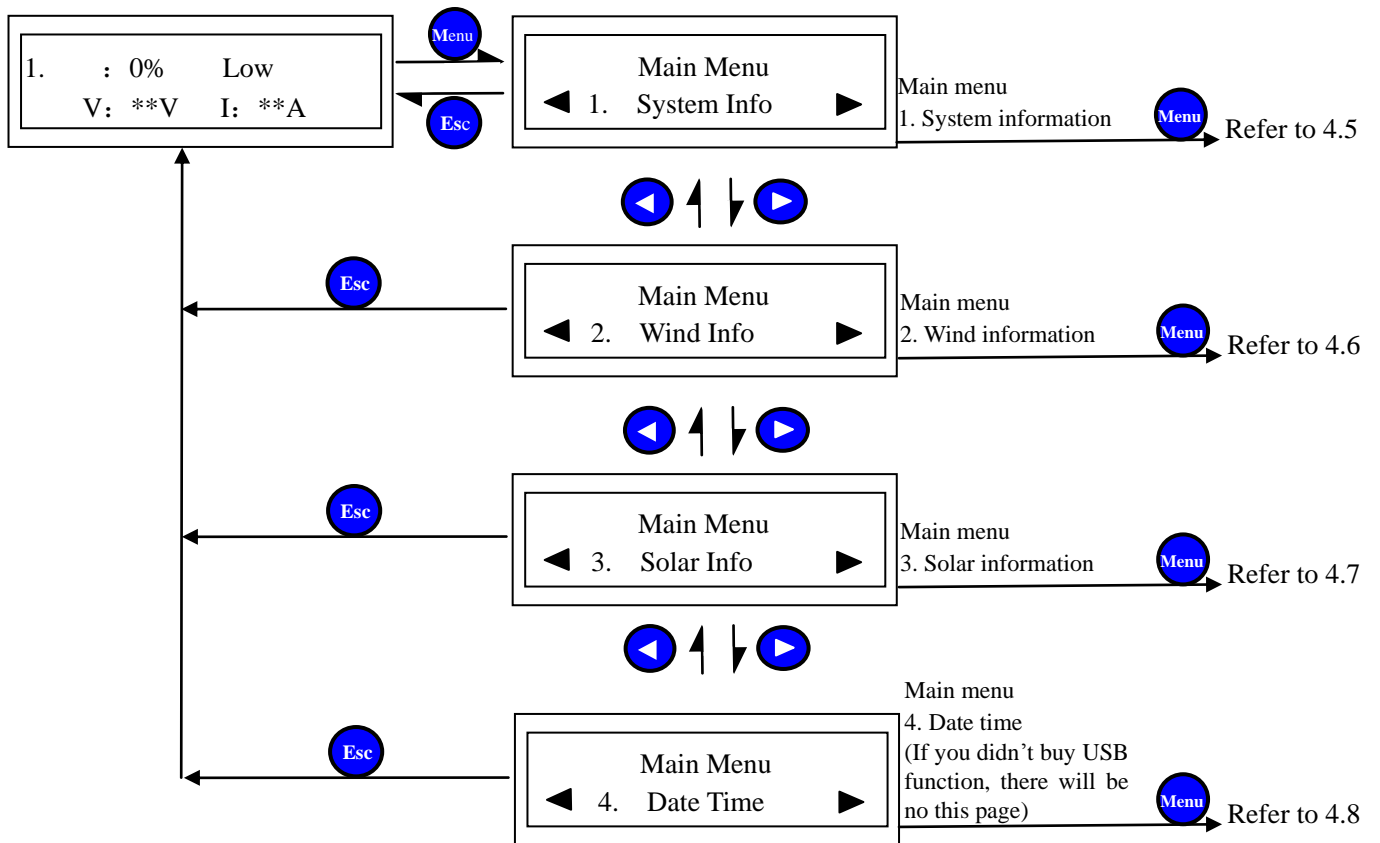 Menu
1. : 0% Low
V: **V I: **A
Esc
Main Menu
1. System Info
Main menu
1. System information
Menu
Refer to 4.5
Esc
Main Menu
2. Wind Info
Main menu
2. Wind information
Menu
Refer to 4.6
Esc
Main Menu
3. Solar Info
Main menu
3. Solar information
Menu
Refer to 4.7
Esc
Main Menu
4. Date Time
Main menu
4. Date time
(If you didn’t buy USB
function, there will be
no this page)
Menu
Refer to 4.8